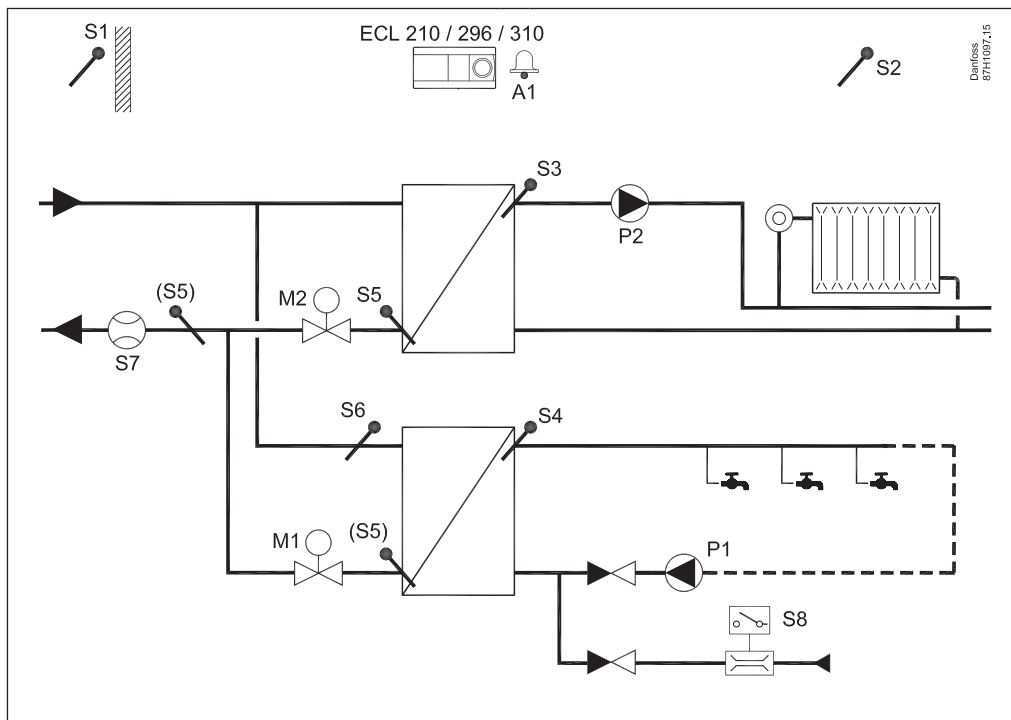 S1
ECL 210 / 296 / 310
A1
S2
Danfoss
87H1097.15
S3
P2
(S5)
M2
S5
S7
S6
S4
M1
(S5)
P1
S8